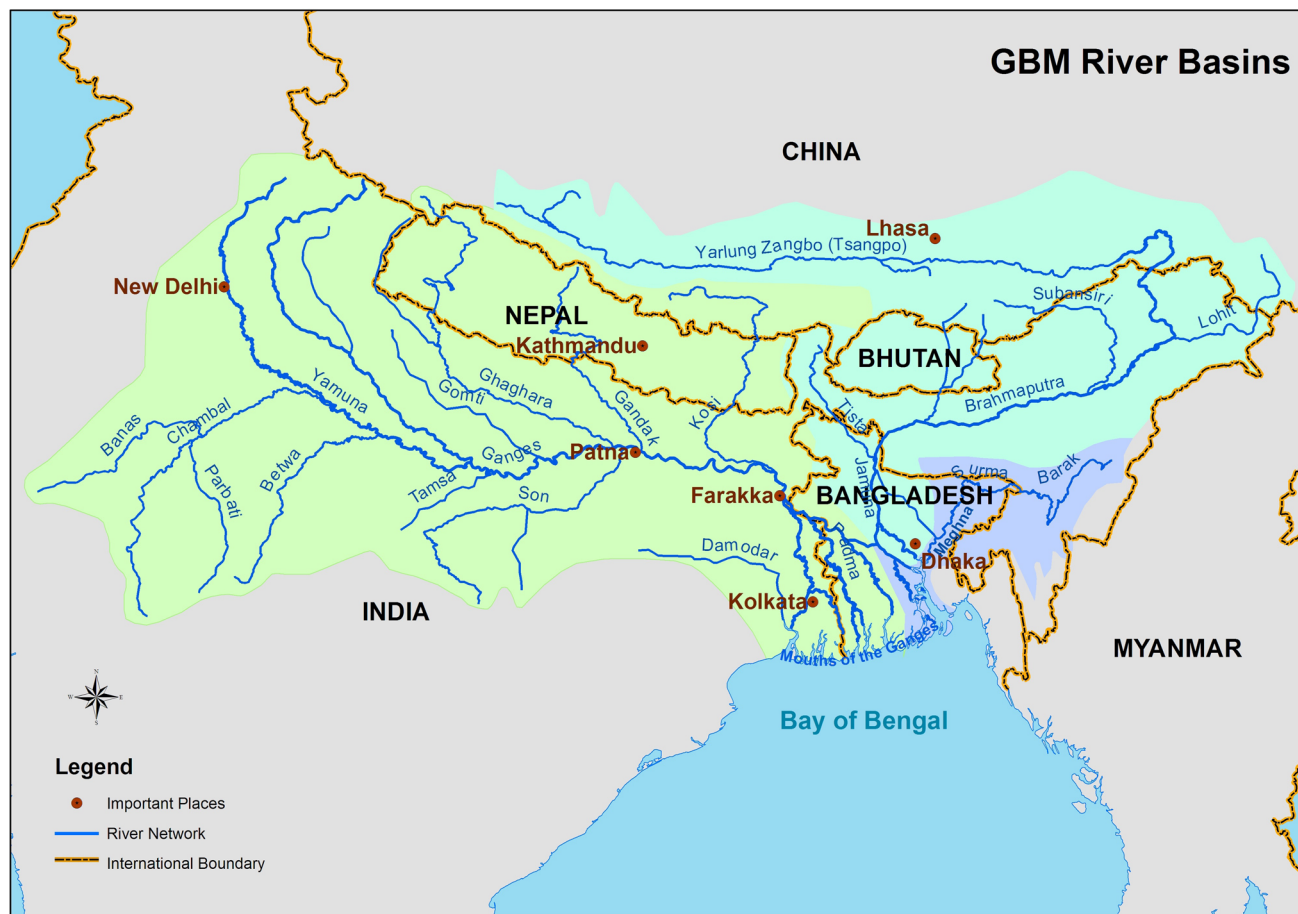 GBM River Basins
CHINA
Lhasa
Yarlung Zangbo (Tsangpo)
New Delhi
NEPAL
Kathmandu
Subansiri
Lohit
BHUTAN
Brahmaputra
Yamuna
Ghaghara
Gomti
Gandak
Kosi
Tista
Banas
Chambal
Parbati
Betwa
Ganges
Patna
Tamsa
Son
Farakka
BANGLADESH
Jamuna
Surma
Barak
Meghna
Padma
Damodar
Dhaka
Kolkata
INDIA
Mouths of the Ganges
MYANMAR
Bay of Bengal
N
W
E
S
Legend
Important Places
River Network
International Boundary